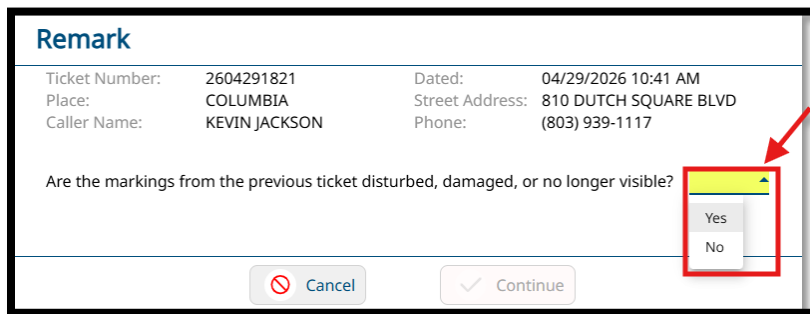 Remark
Ticket Number: 2604291821 Dated: 04/29/2026 10:41 AM
Place: COLUMBIA Street Address: 810 DUTCH SQUARE BLVD
Caller Name: KEVIN JACKSON Phone: (803) 939-1117
Are the markings from the previous ticket disturbed, damaged, or no longer visible?
Yes
No
Cancel Continue